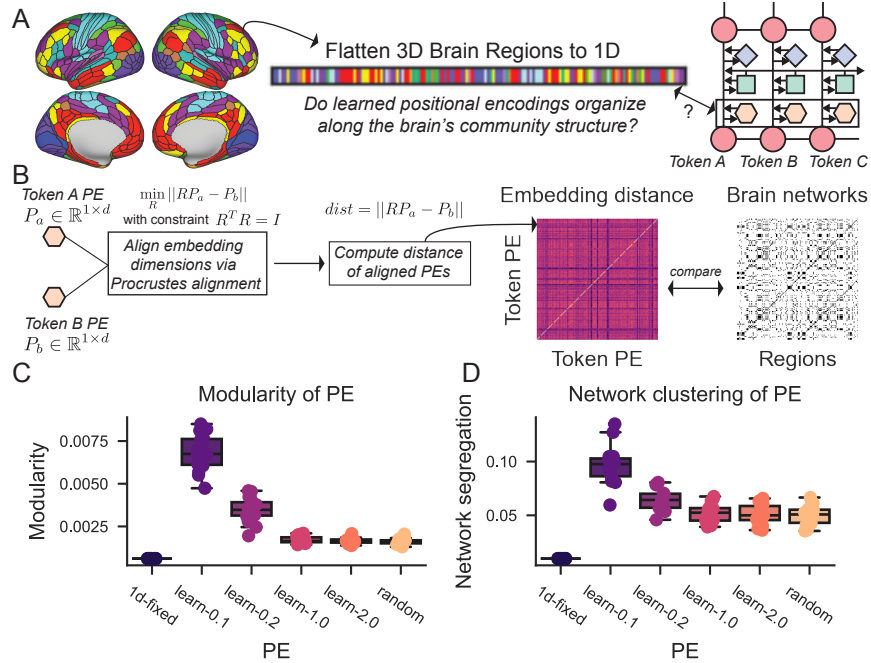 A
Flatten 3D Brain Regions to 1D
Do learned positional encodings organize
along the brain's community structure?
?
Token A
Token B
Token C
B
Token A PE
P_a ∈ ℝ^{1×d}
Token B PE
P_b ∈ ℝ^{1×d}
min_R ||RP_a − P_b||
with constraint R^T R = I
Align embedding
dimensions via
Procrustes alignment
dist = ||RP_a − P_b||
Compute distance
of aligned PEs
Embedding distance
Token PE
Token PE
compare
Brain networks
Regions
C
Modularity of PE
Modularity
0.0075
0.0050
0.0025
1d-fixed
learn-0.1
learn-0.2
learn-1.0
learn-2.0
random
PE
D
Network clustering of PE
Network segregation
0.10
0.05
1d-fixed
learn-0.1
learn-0.2
learn-1.0
learn-2.0
random
PE